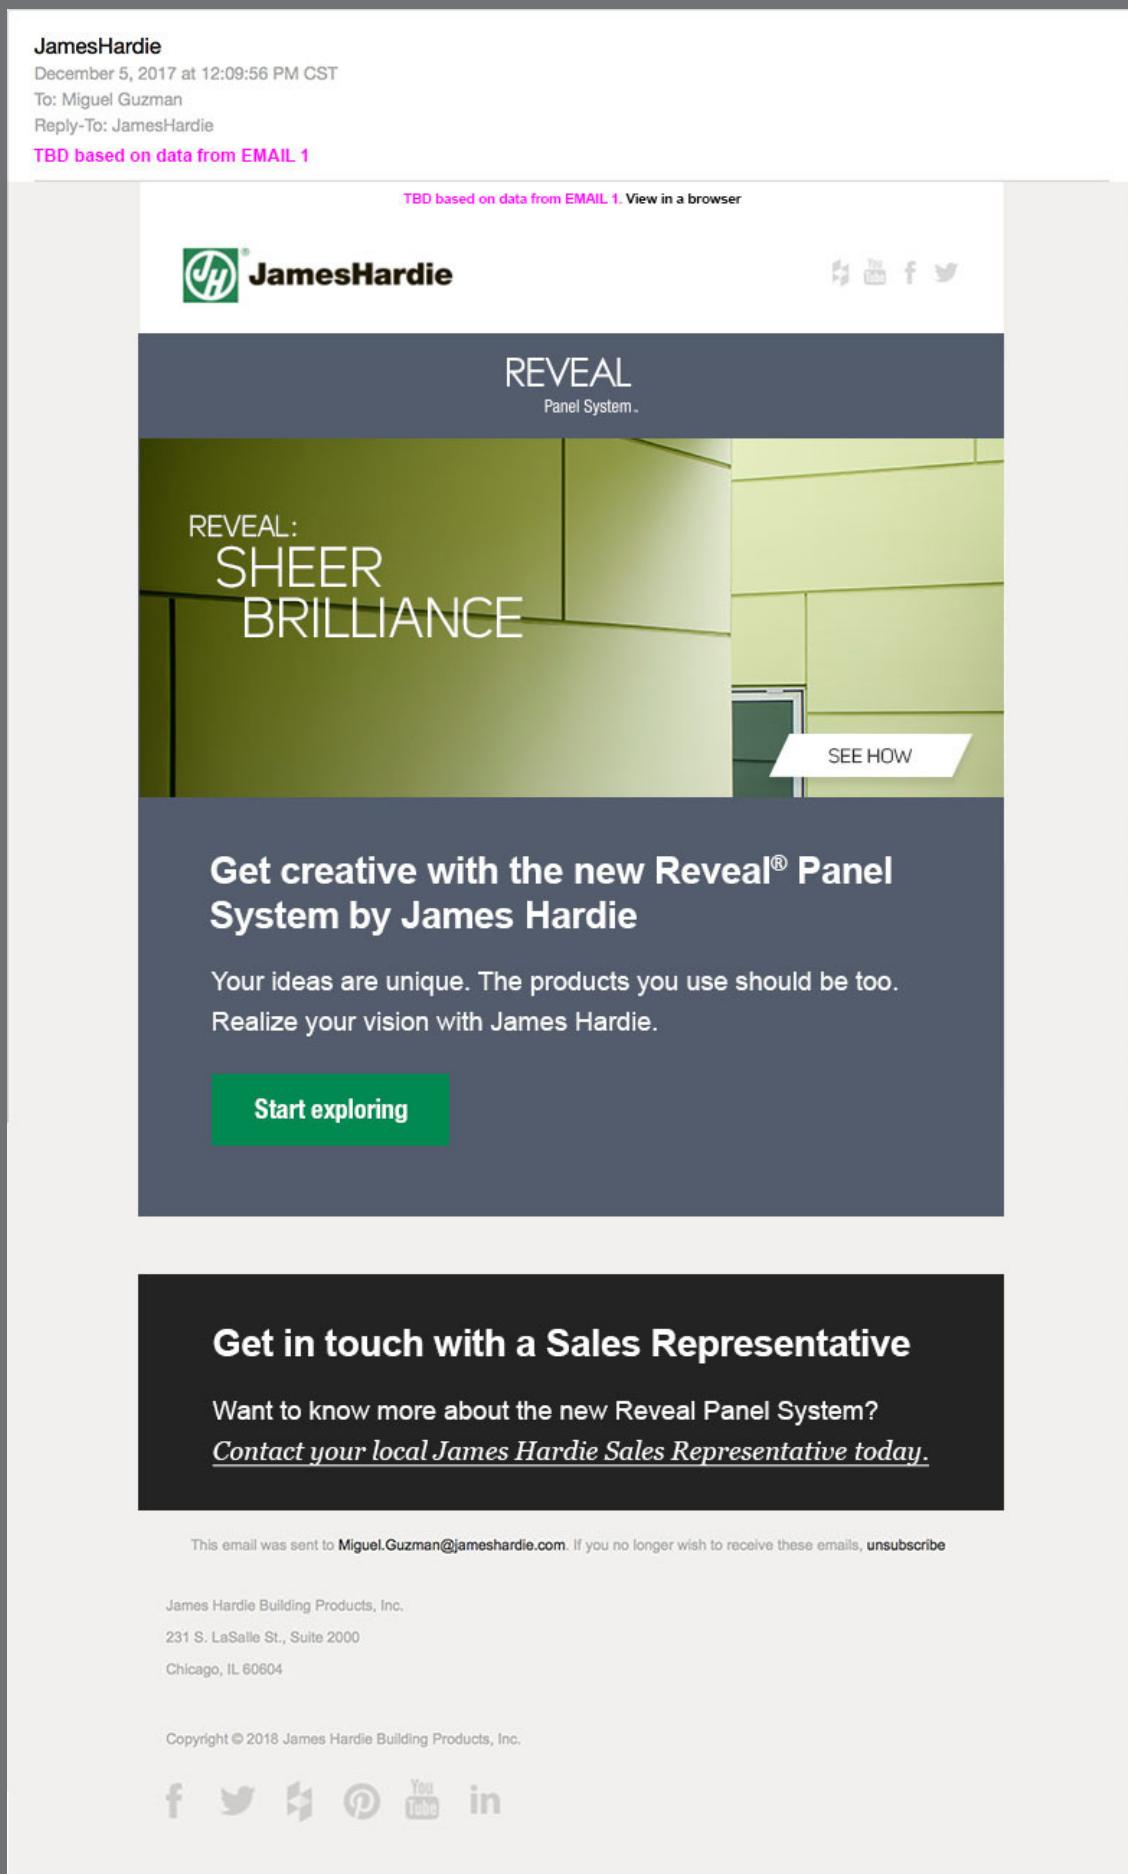 JamesHardie
December 5, 2017 at 12:09:56 PM CST
To: Miguel Guzman
Reply-To: JamesHardie
TBD based on data from EMAIL 1
TBD based on data from EMAIL 1. View in a browser
JH® JamesHardie
You Tube
REVEAL
Panel System™
REVEAL:
SHEER
BRILLIANCE
SEE HOW
Get creative with the new Reveal® Panel
System by James Hardie
Your ideas are unique. The products you use should be too.
Realize your vision with James Hardie.
Start exploring
Get in touch with a Sales Representative
Want to know more about the new Reveal Panel System?
Contact your local James Hardie Sales Representative today.
This email was sent to Miguel.Guzman@jameshardie.com. If you no longer wish to receive these emails, unsubscribe
James Hardie Building Products, Inc.
231 S. LaSalle St., Suite 2000
Chicago, IL 60604
Copyright © 2018 James Hardie Building Products, Inc.
You Tube
in